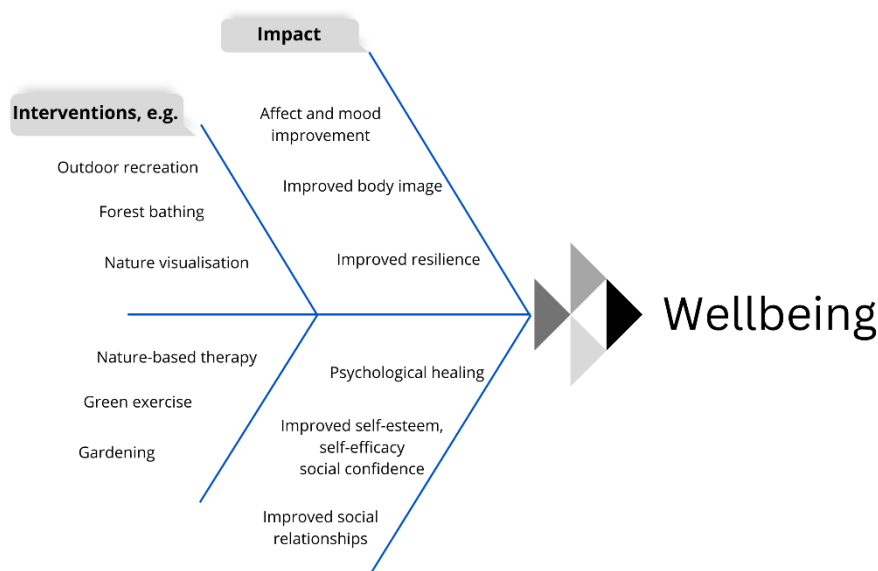 Impact
Affect and mood
improvement
Improved body image
Improved resilience
Interventions, e.g.
Outdoor recreation
Forest bathing
Nature visualisation
Wellbeing
Nature-based therapy
Green exercise
Gardening
Psychological healing
Improved self-esteem,
self-efficacy
social confidence
Improved social
relationships